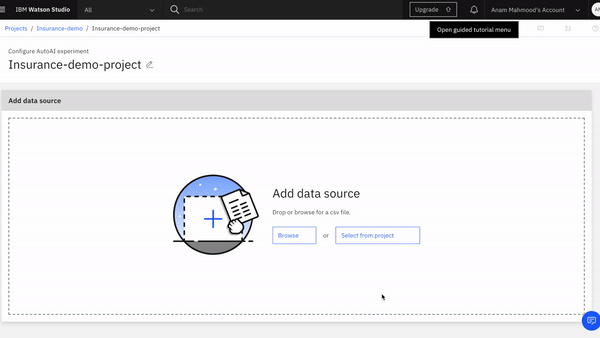 IBM Watson Studio All Search Upgrade Anam Mahmood's Account
Projects / Insurance-demo / Insurance-demo-project
Open guided tutorial menu
Configure AutoAI experiment
Insurance-demo-project
Add data source
Add data source
Drop or browse for a csv file.
Browse or Select from project